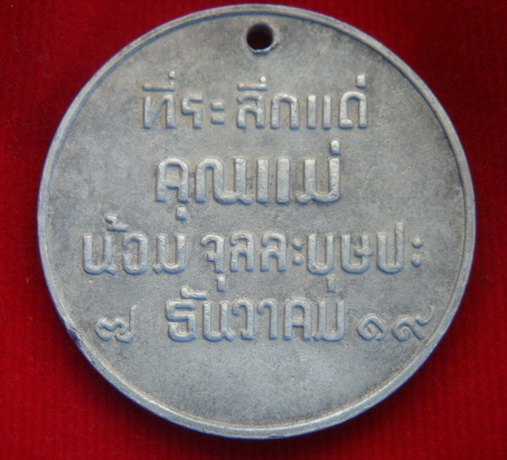 ที่ระลึกแด่
คุณแม่
น้อม จุลละบุษปะ
๗ ธันวาคม ๑๙